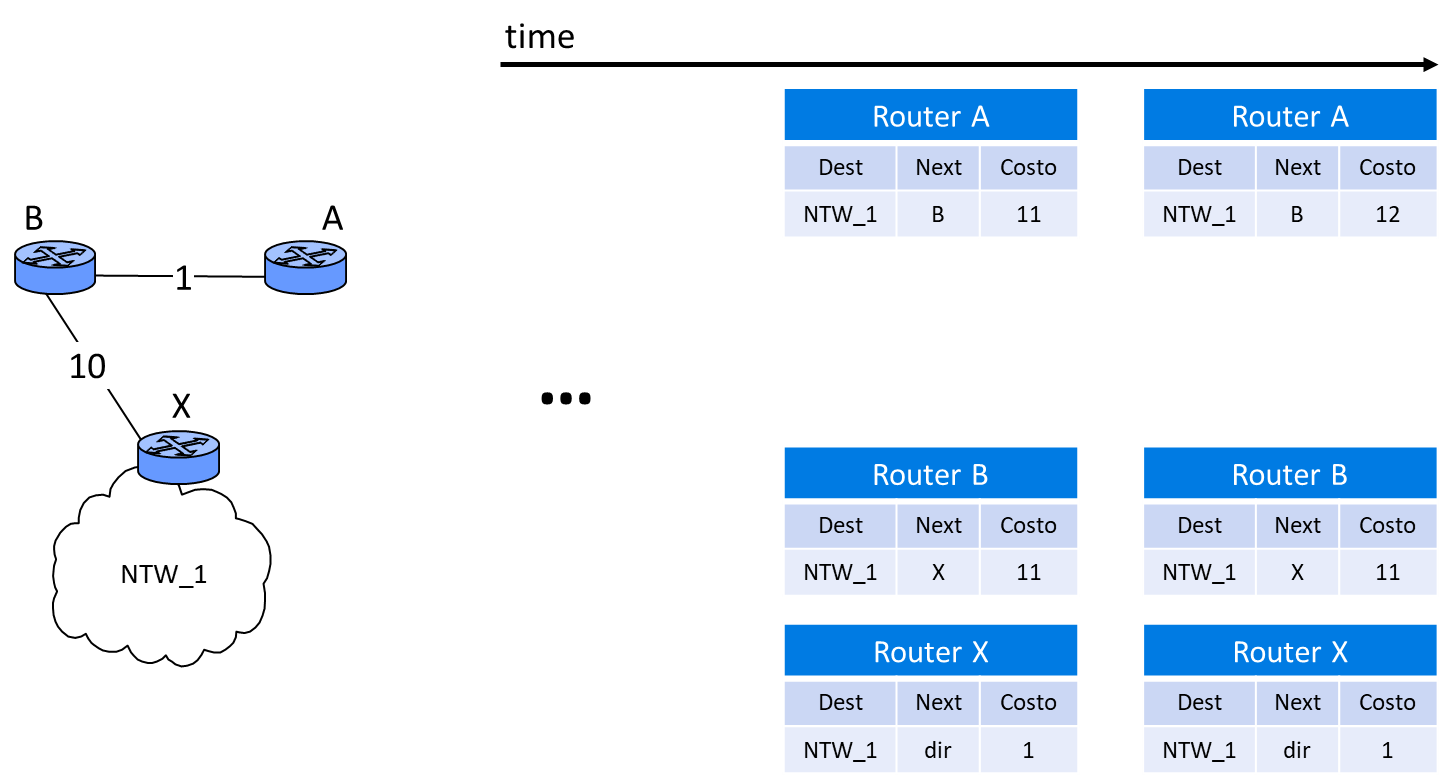 time
B
A
1
10
X
NTW_1
...
Router A
Dest Next Costo
NTW_1 B 11
Router A
Dest Next Costo
NTW_1 B 12
Router B
Dest Next Costo
NTW_1 X 11
Router B
Dest Next Costo
NTW_1 X 11
Router X
Dest Next Costo
NTW_1 dir 1
Router X
Dest Next Costo
NTW_1 dir 1